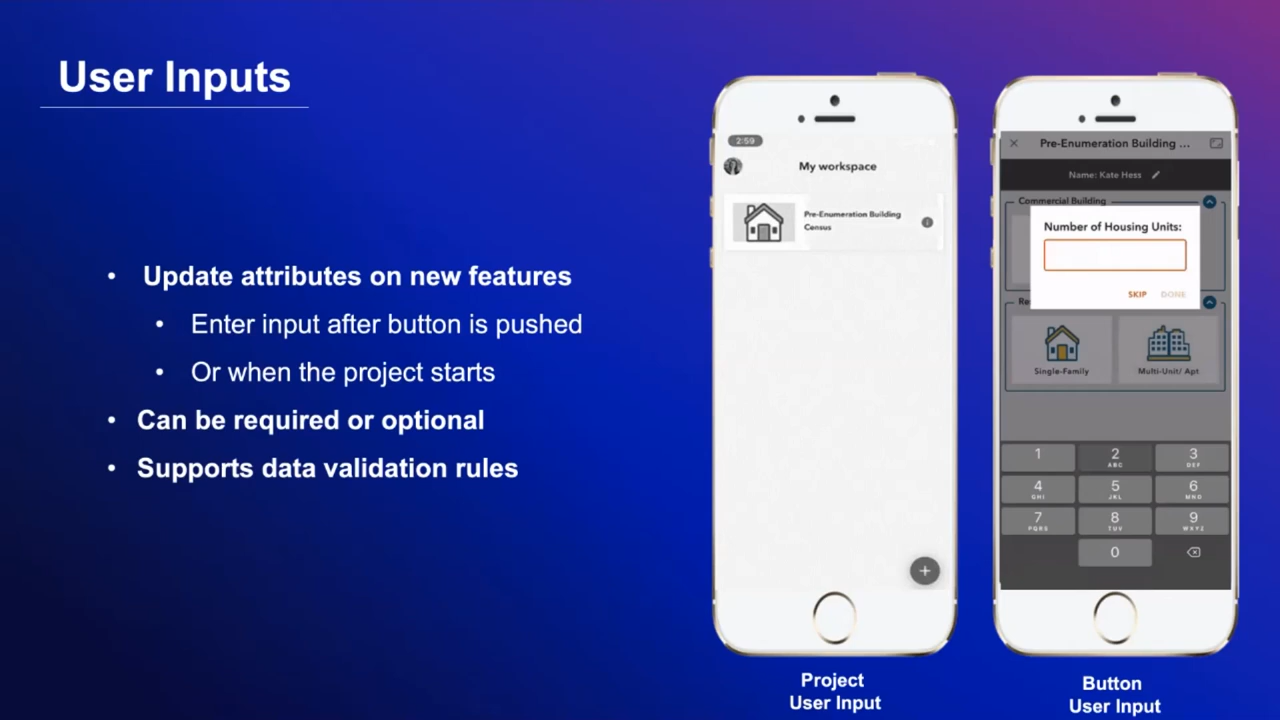 User Inputs
• Update attributes on new features
• Enter input after button is pushed
• Or when the project starts
• Can be required or optional
• Supports data validation rules
2:59
My workspace
Pre-Enumeration Building
Census
Project
User Input
Pre-Enumeration Building ...
Name: Kate Hess
Commercial Building
Number of Housing Units:
SKIP DONE
Re
Single-Family Multi-Unit/ Apt
1 2 3
ABC DEF
4 5 6
GHI JKL MNO
7 8 9
PQRS TUV WXYZ
0
Button
User Input